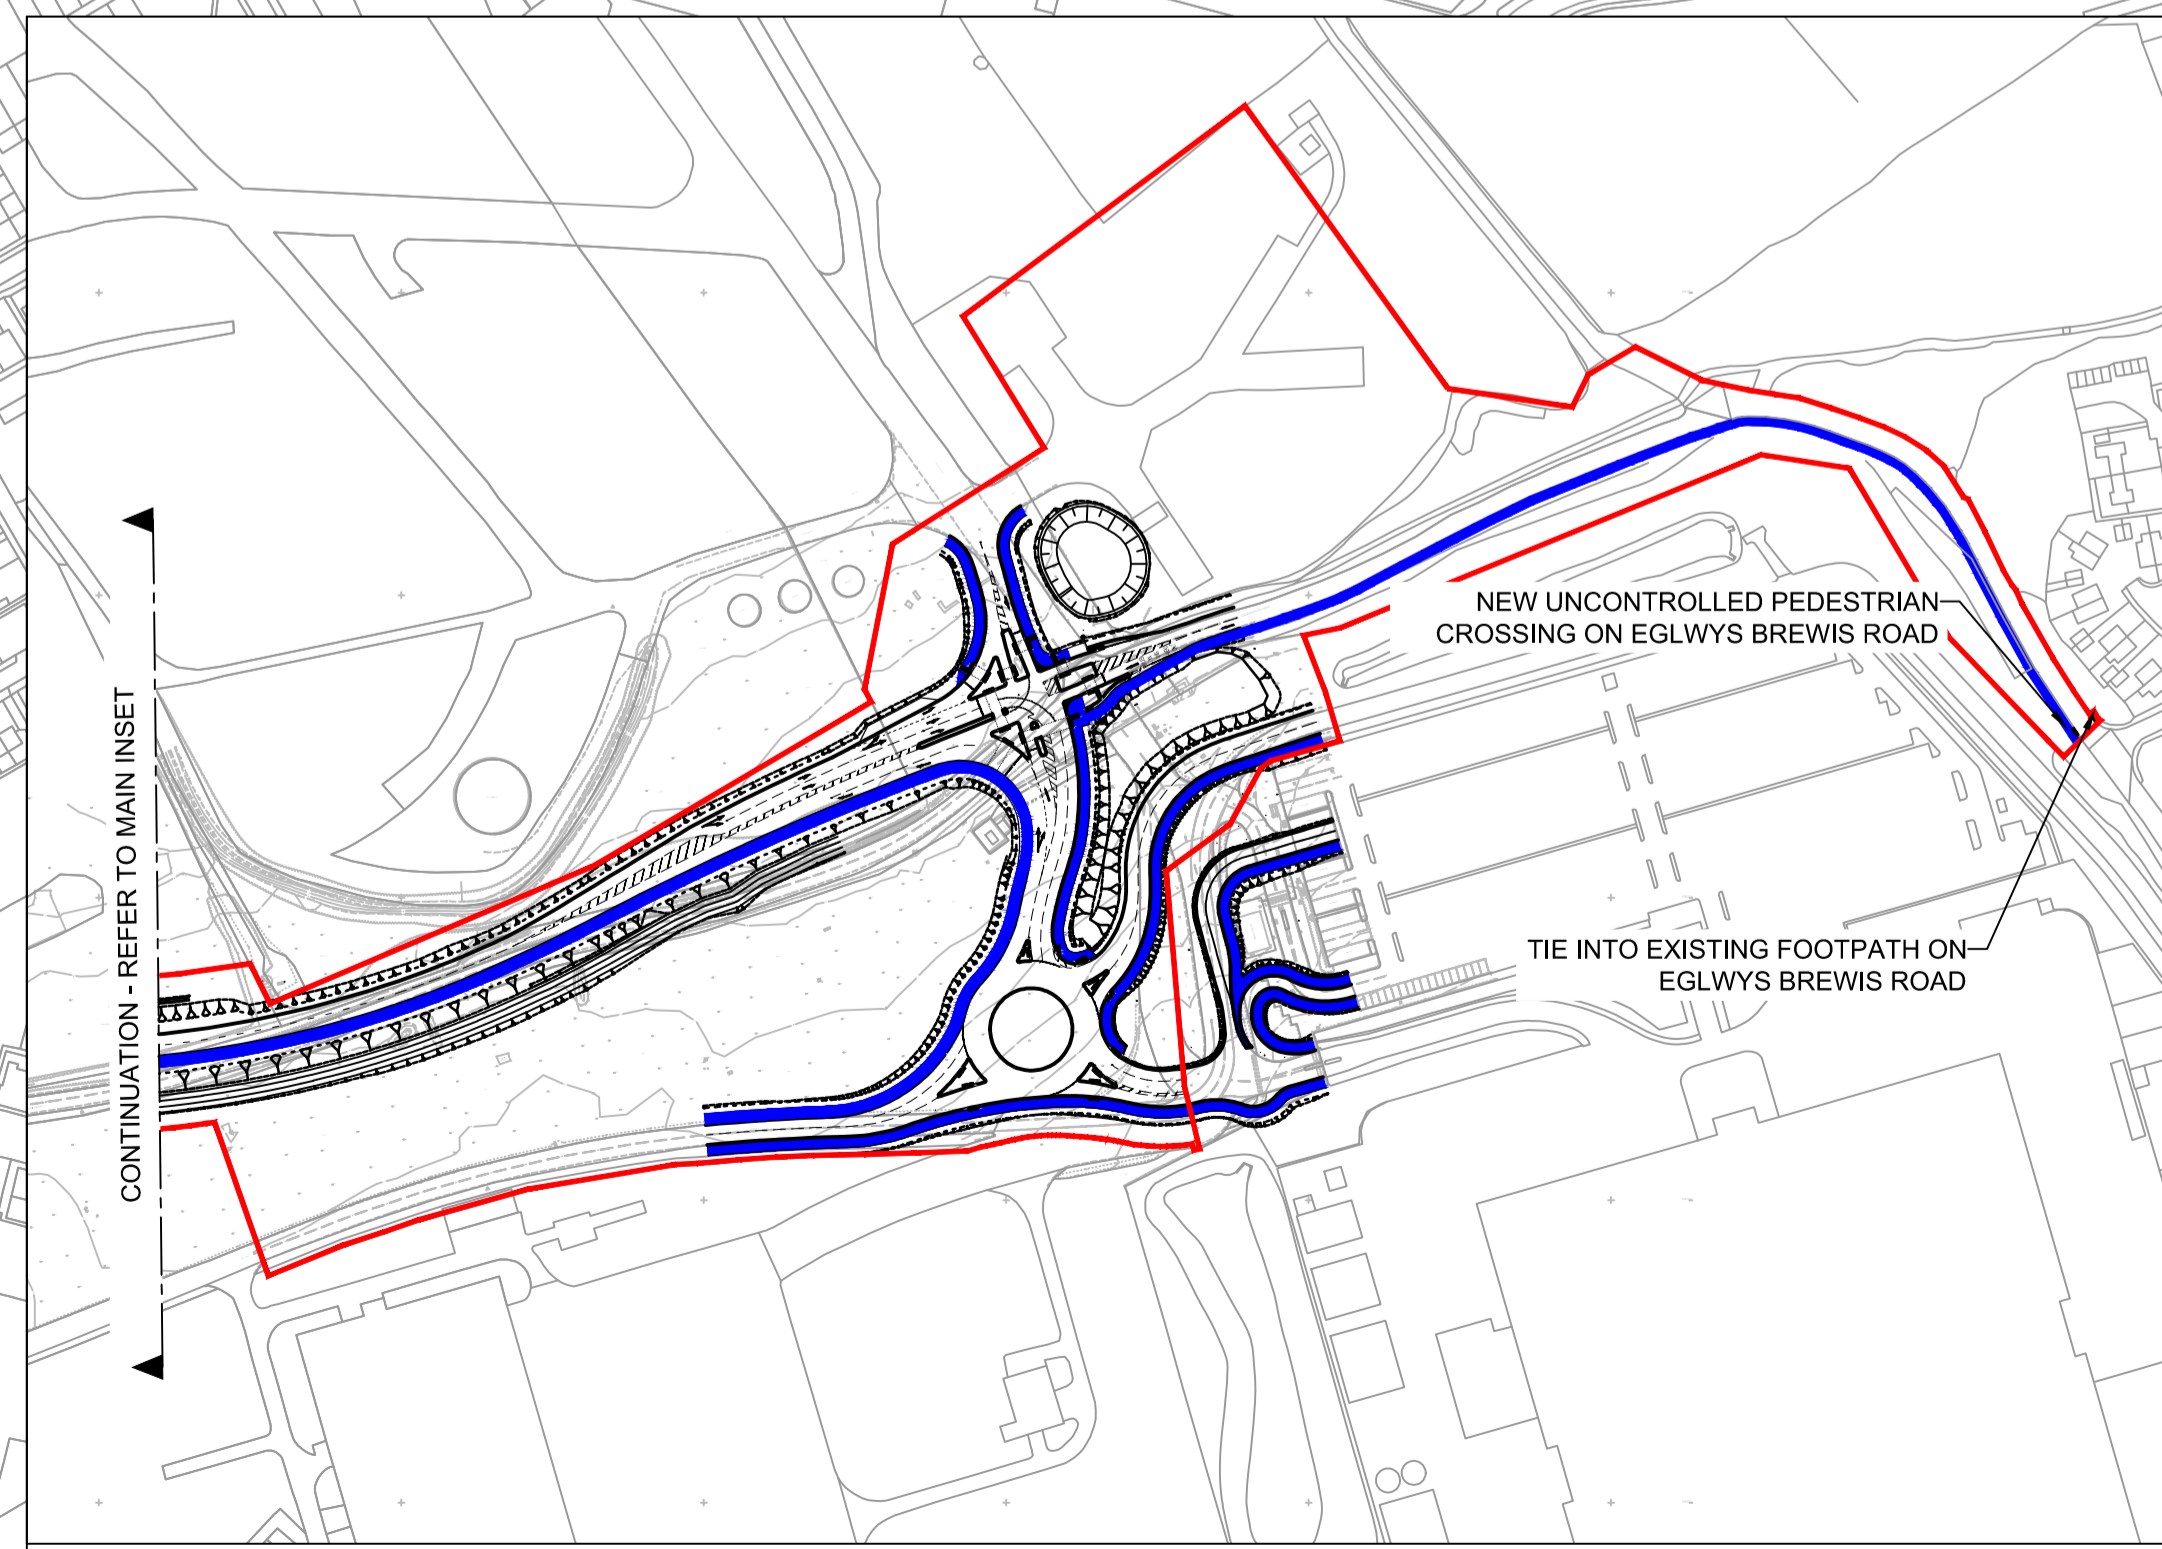 CONTINUATION - REFER TO MAIN INSET
NEW UNCONTROLLED PEDESTRIAN
CROSSING ON EGLWYS BREWIS ROAD
TIE INTO EXISTING FOOTPATH ON
EGLWYS BREWIS ROAD